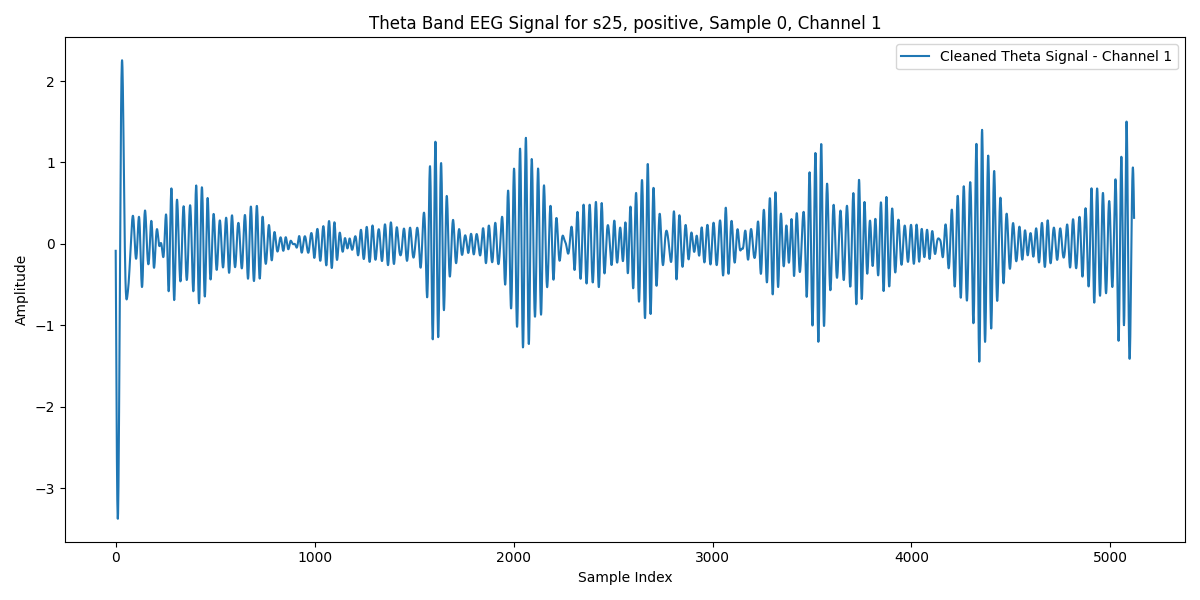 Theta Band EEG Signal for s25, positive, Sample 0, Channel 1
Cleaned Theta Signal - Channel 1
2
1
0
−1
−2
−3
Amplitude
0 1000 2000 3000 4000 5000
Sample Index